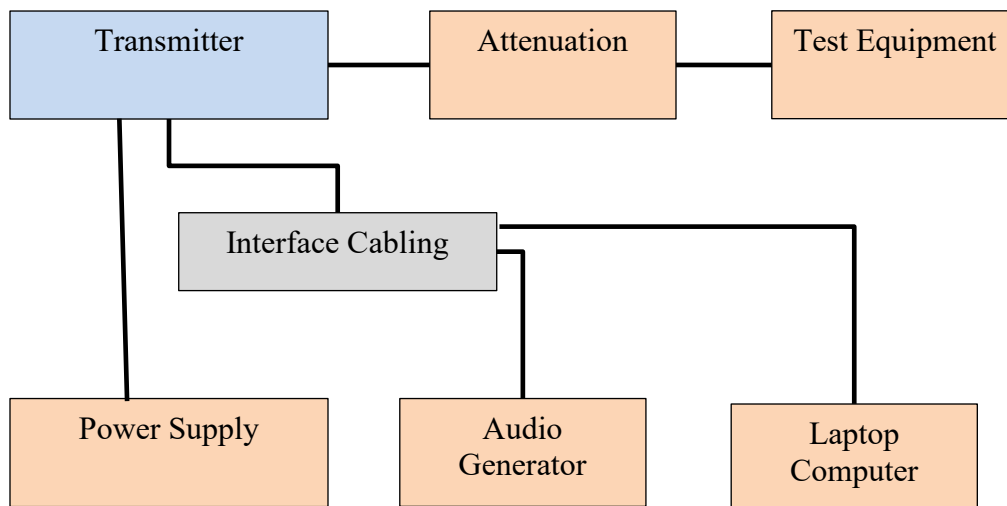 Transmitter
Attenuation
Test Equipment
Interface Cabling
Power Supply
Audio
Generator
Laptop
Computer